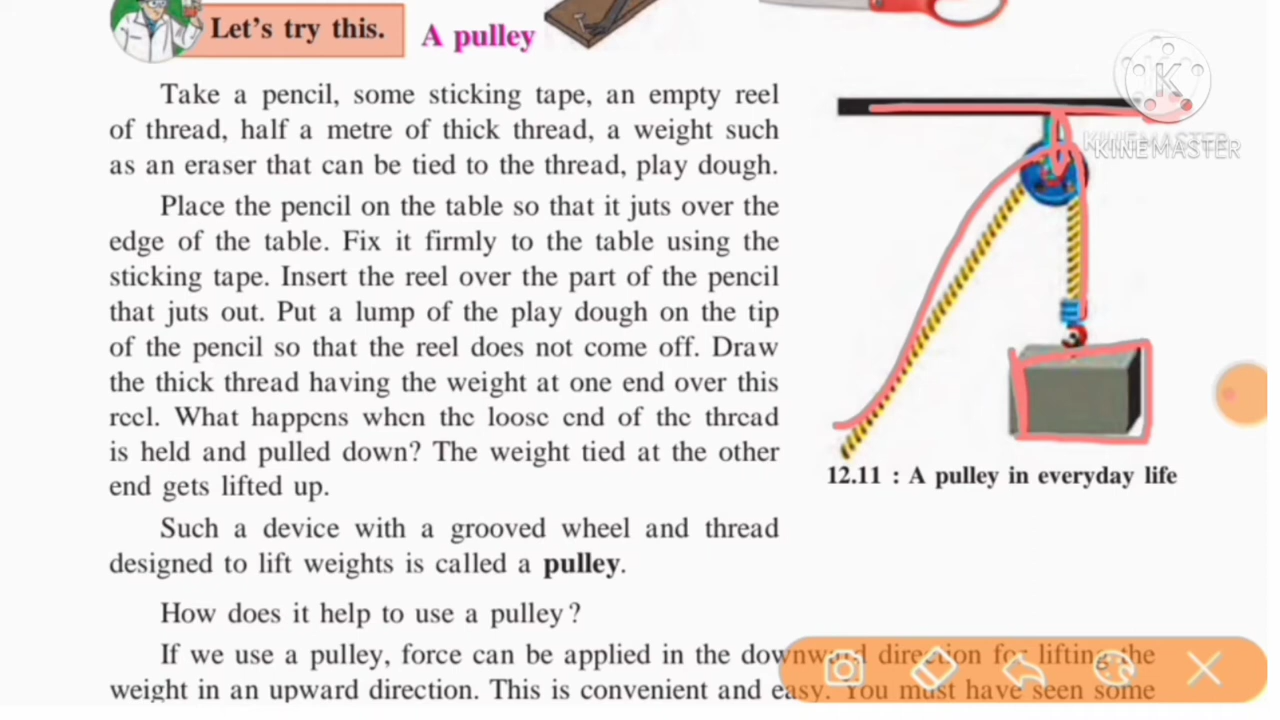 Let's try this.
A pulley
Take a pencil, some sticking tape, an empty reel
of thread, half a metre of thick thread, a weight such
as an eraser that can be tied to the thread, play dough.
Place the pencil on the table so that it juts over the
edge of the table. Fix it firmly to the table using the
sticking tape. Insert the reel over the part of the pencil
that juts out. Put a lump of the play dough on the tip
of the pencil so that the reel does not come off. Draw
the thick thread having the weight at one end over this
reel. What happens when the loose end of the thread
is held and pulled down? The weight tied at the other
end gets lifted up.
Such a device with a grooved wheel and thread
designed to lift weights is called a pulley.
How does it help to use a pulley?
If we use a pulley, force can be applied in the downward direction for lifting the
weight in an upward direction. This is convenient and easy. You must have seen some
12.11 : A pulley in everyday life
K
KINEMASTER
KINEMASTER